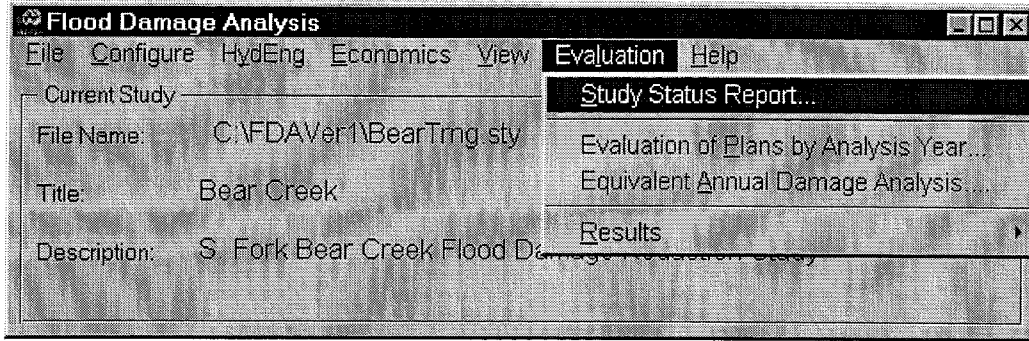 Flood Damage Analysis
File Configure HydEng Economics View Evaluation Help
Study Status Report...
Evaluation of Plans by Analysis Year...
Equivalent Annual Damage Analysis...
Results
Current Study
File Name: C:\FDAVer1\BearTrng.sty
Title: Bear Creek
Description: S Fork Bear Creek Flood